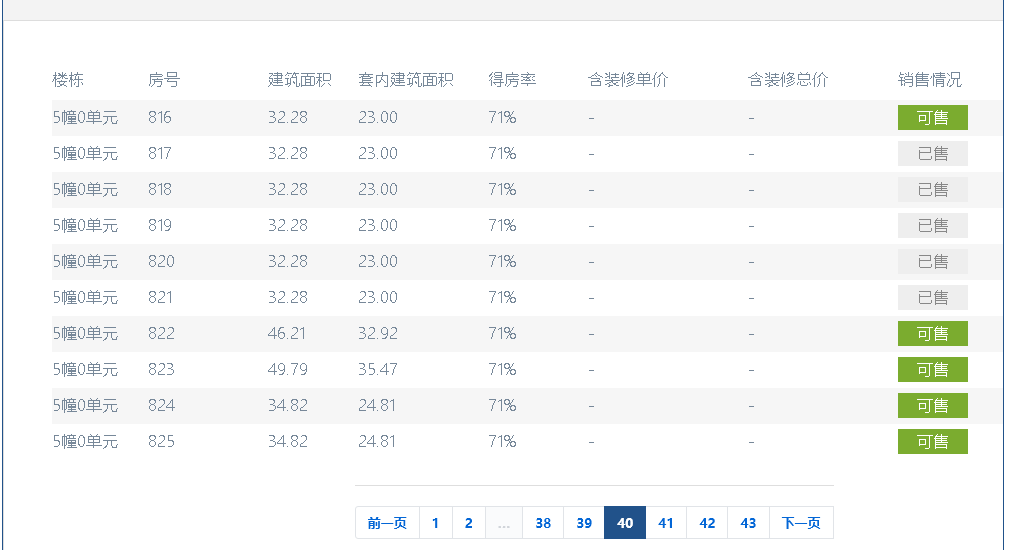 楼栋 房号 建筑面积 套内建筑面积 得房率 含装修单价 含装修总价 销售情况
5幢0单元 816 32.28 23.00 71% - - 可售
5幢0单元 817 32.28 23.00 71% - - 已售
5幢0单元 818 32.28 23.00 71% - - 已售
5幢0单元 819 32.28 23.00 71% - - 已售
5幢0单元 820 32.28 23.00 71% - - 已售
5幢0单元 821 32.28 23.00 71% - - 已售
5幢0单元 822 46.21 32.92 71% - - 可售
5幢0单元 823 49.79 35.47 71% - - 可售
5幢0单元 824 34.82 24.81 71% - - 可售
5幢0单元 825 34.82 24.81 71% - - 可售
前一页 1 2 ... 38 39 40 41 42 43 下一页